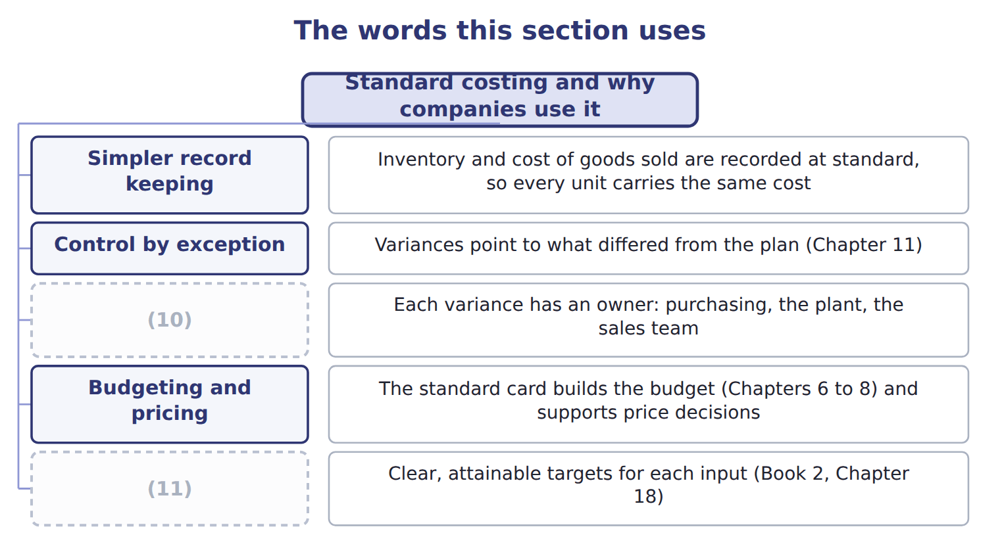 The words this section uses
Standard costing and why
companies use it
Simpler record
keeping
Inventory and cost of goods sold are recorded at standard,
so every unit carries the same cost
Control by exception
Variances point to what differed from the plan (Chapter 11)
(10)
Each variance has an owner: purchasing, the plant, the
sales team
Budgeting and
pricing
The standard card builds the budget (Chapters 6 to 8) and
supports price decisions
(11)
Clear, attainable targets for each input (Book 2, Chapter
18)